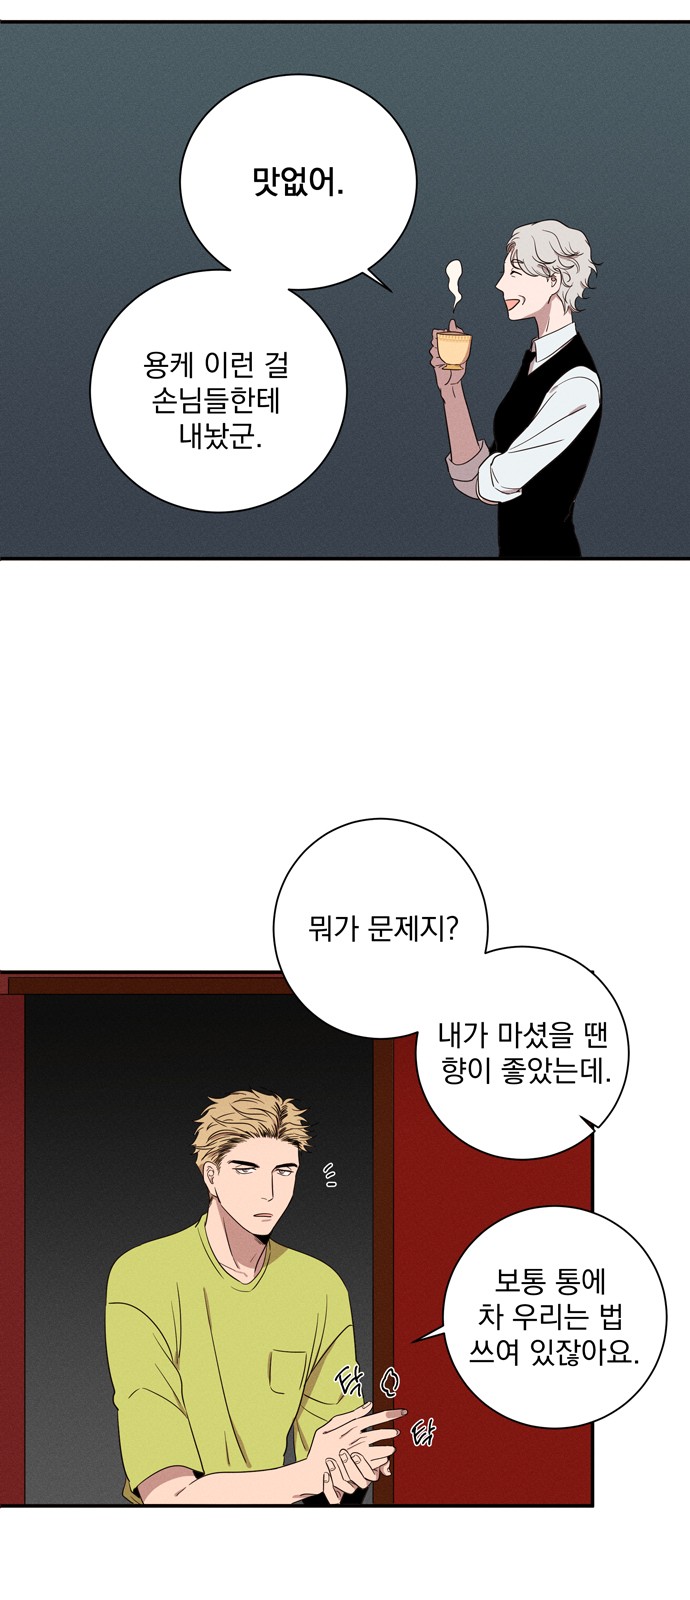 맛없어.
용케 이런 걸
손님들한테
내놨군.
뭐가 문제지?
내가 마셨을 땐
향이 좋았는데.
보통 통에
차 우리는 법
쓰여 있잖아요.
탁
탁